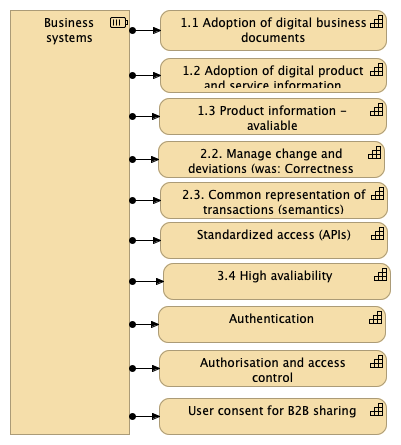 Business
systems
1.1 Adoption of digital business
documents
1.2 Adoption of digital product
and service information
1.3 Product information –
avaliable
2.2. Manage change and
deviations (was: Correctness
2.3. Common representation of
transactions (semantics)
Standardized access (APIs)
3.4 High avaliability
Authentication
Authorisation and access
control
User consent for B2B sharing